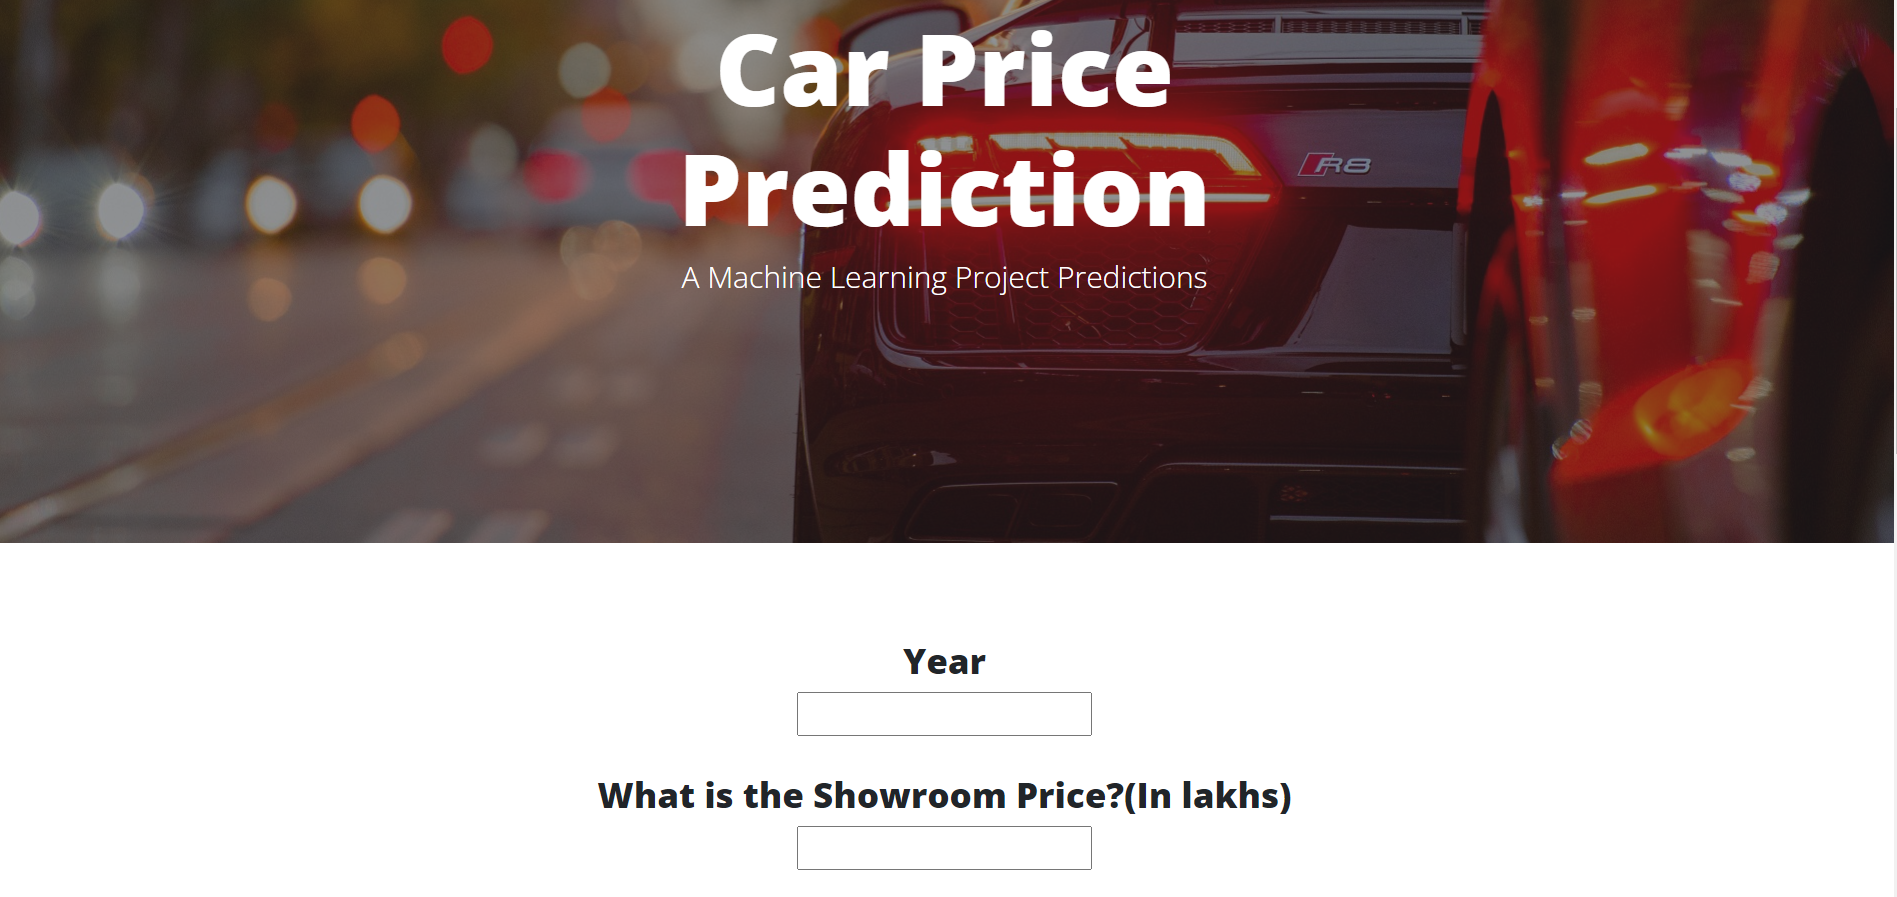 Car Price
Prediction
R8
A Machine Learning Project Predictions
Year
What is the Showroom Price?(In lakhs)